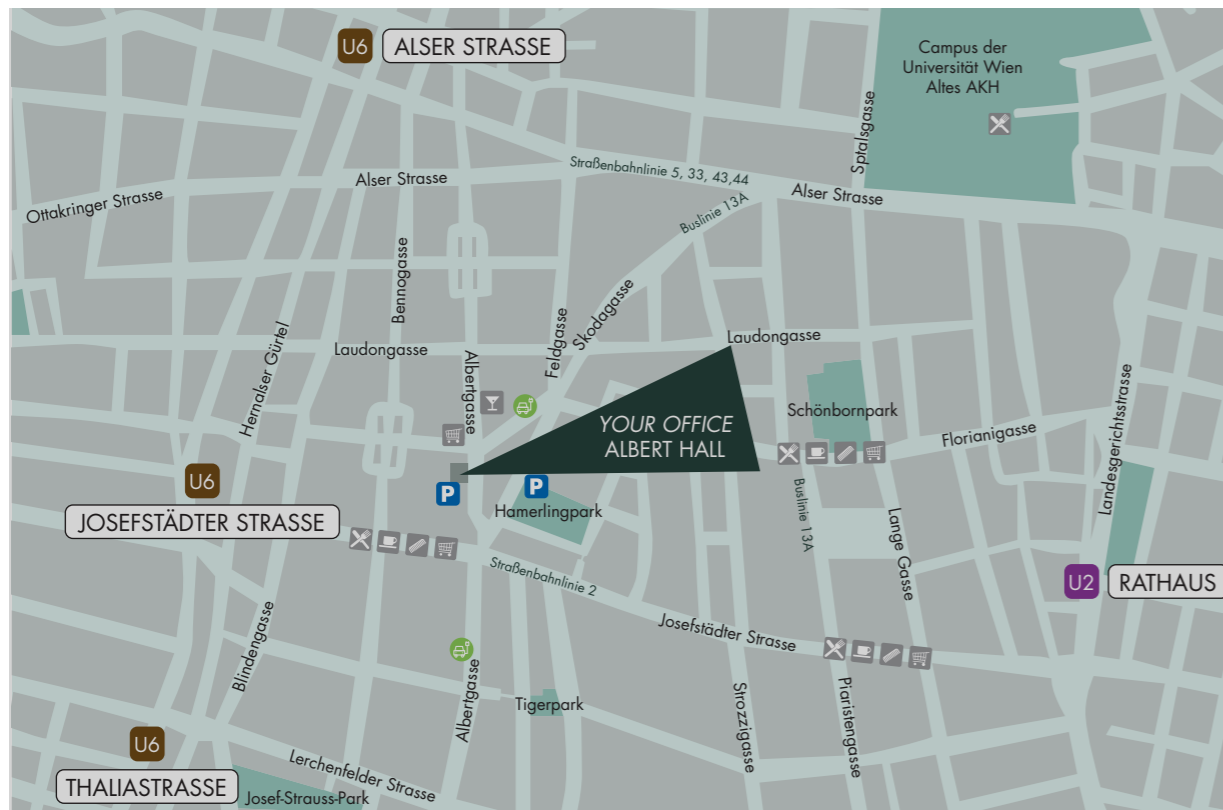 U6 ALSER STRASSE
Campus der
Universität Wien
Altes AKH
Sptalsgasse
Straßenbahnlinie 5, 33, 43,44
Alser Strasse
Alser Strasse
Ottakringer Strasse
Buslinie 13A
Bennogasse
Skodagasse
Feldgasse
Laudongasse
Laudongasse
Hernalser Gürtel
Albertgasse
Landesgerichtsstrasse
YOUR OFFICE
ALBERT HALL
Schönbornpark
Florianigasse
U6
JOSEFSTÄDTER STRASSE
P
P
Hamerlingpark
Buslinie 13A
Lange Gasse
Straßenbahnlinie 2
U2 RATHAUS
Josefstädter Strasse
Blindengasse
Albertgasse
Tigerpark
Strozzigasse
Piaristengasse
U6
THALIASTRASSE
Lerchenfelder Strasse
Josef-Strauss-Park